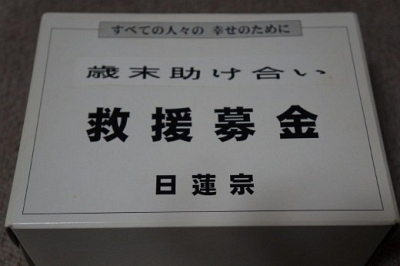 すべての人々の 幸せのために
歳末助け合い
救援募金
日蓮宗